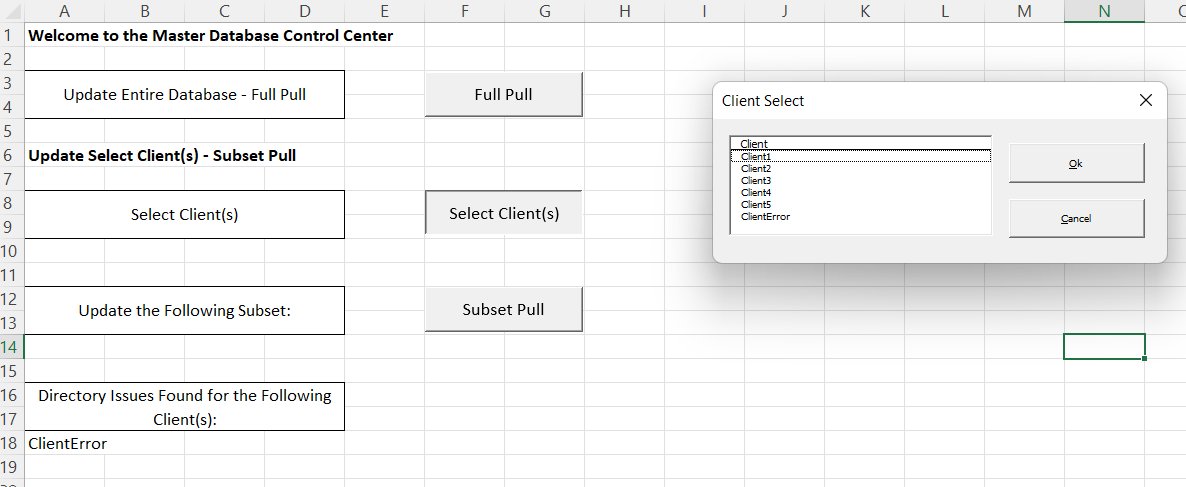 A B C D E F G H I J K L M N
1 Welcome to the Master Database Control Center
2
3
Update Entire Database - Full Pull Full Pull
4
5
6 Update Select Client(s) - Subset Pull
7
8
Select Client(s) Select Client(s)
9
10
11
12
Update the Following Subset: Subset Pull
13
14
15
16 Directory Issues Found for the Following
17 Client(s):
18 ClientError
19
Client Select
Client
Client1
Client2
Client3
Client4
Client5
ClientError
Ok
Cancel